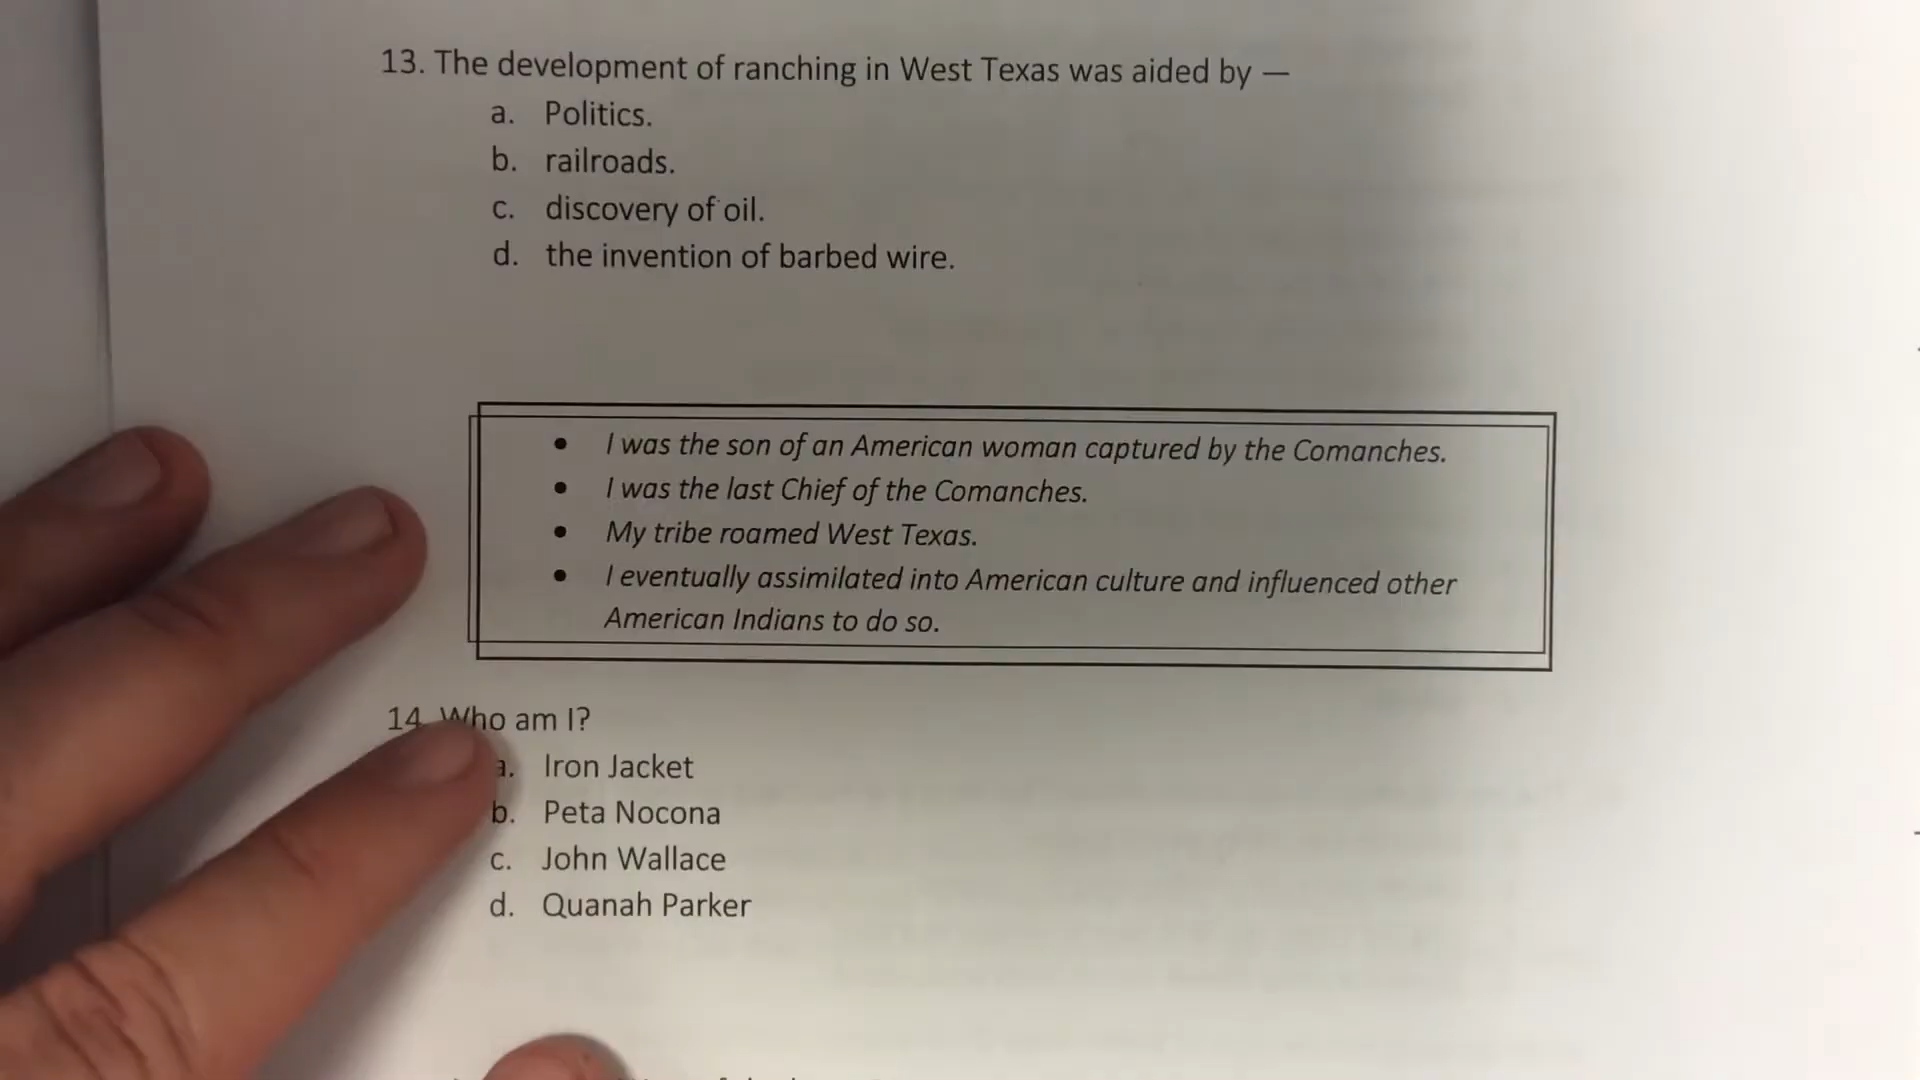 13. The development of ranching in West Texas was aided by —
a. Politics.
b. railroads.
c. discovery of oil.
d. the invention of barbed wire.
• I was the son of an American woman captured by the Comanches.
• I was the last Chief of the Comanches.
• My tribe roamed West Texas.
• I eventually assimilated into American culture and influenced other
American Indians to do so.
14. Who am I?
a. Iron Jacket
b. Peta Nocona
c. John Wallace
d. Quanah Parker